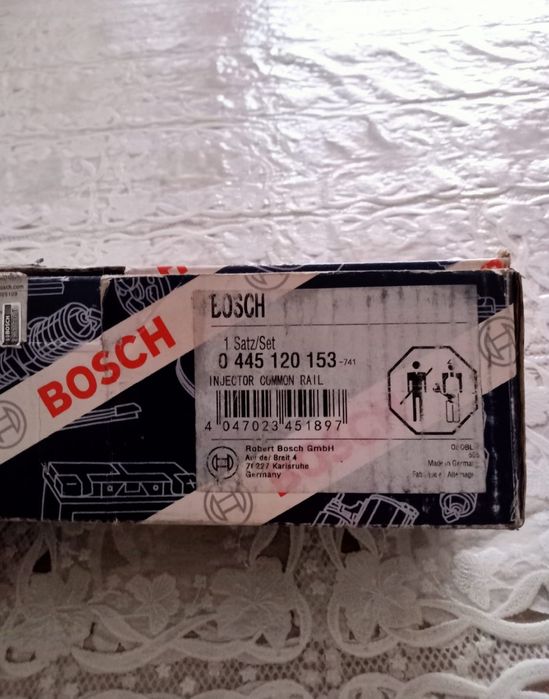 BOSCH
BOSCH
BOSCH
1 Satz/Set
0 445 120 153 -741
INJECTOR COMMON RAIL
4 047023 451897
Robert Bosch GmbH
Auf der Breit 4
76227 Karlsruhe
Germany
Made in Germany